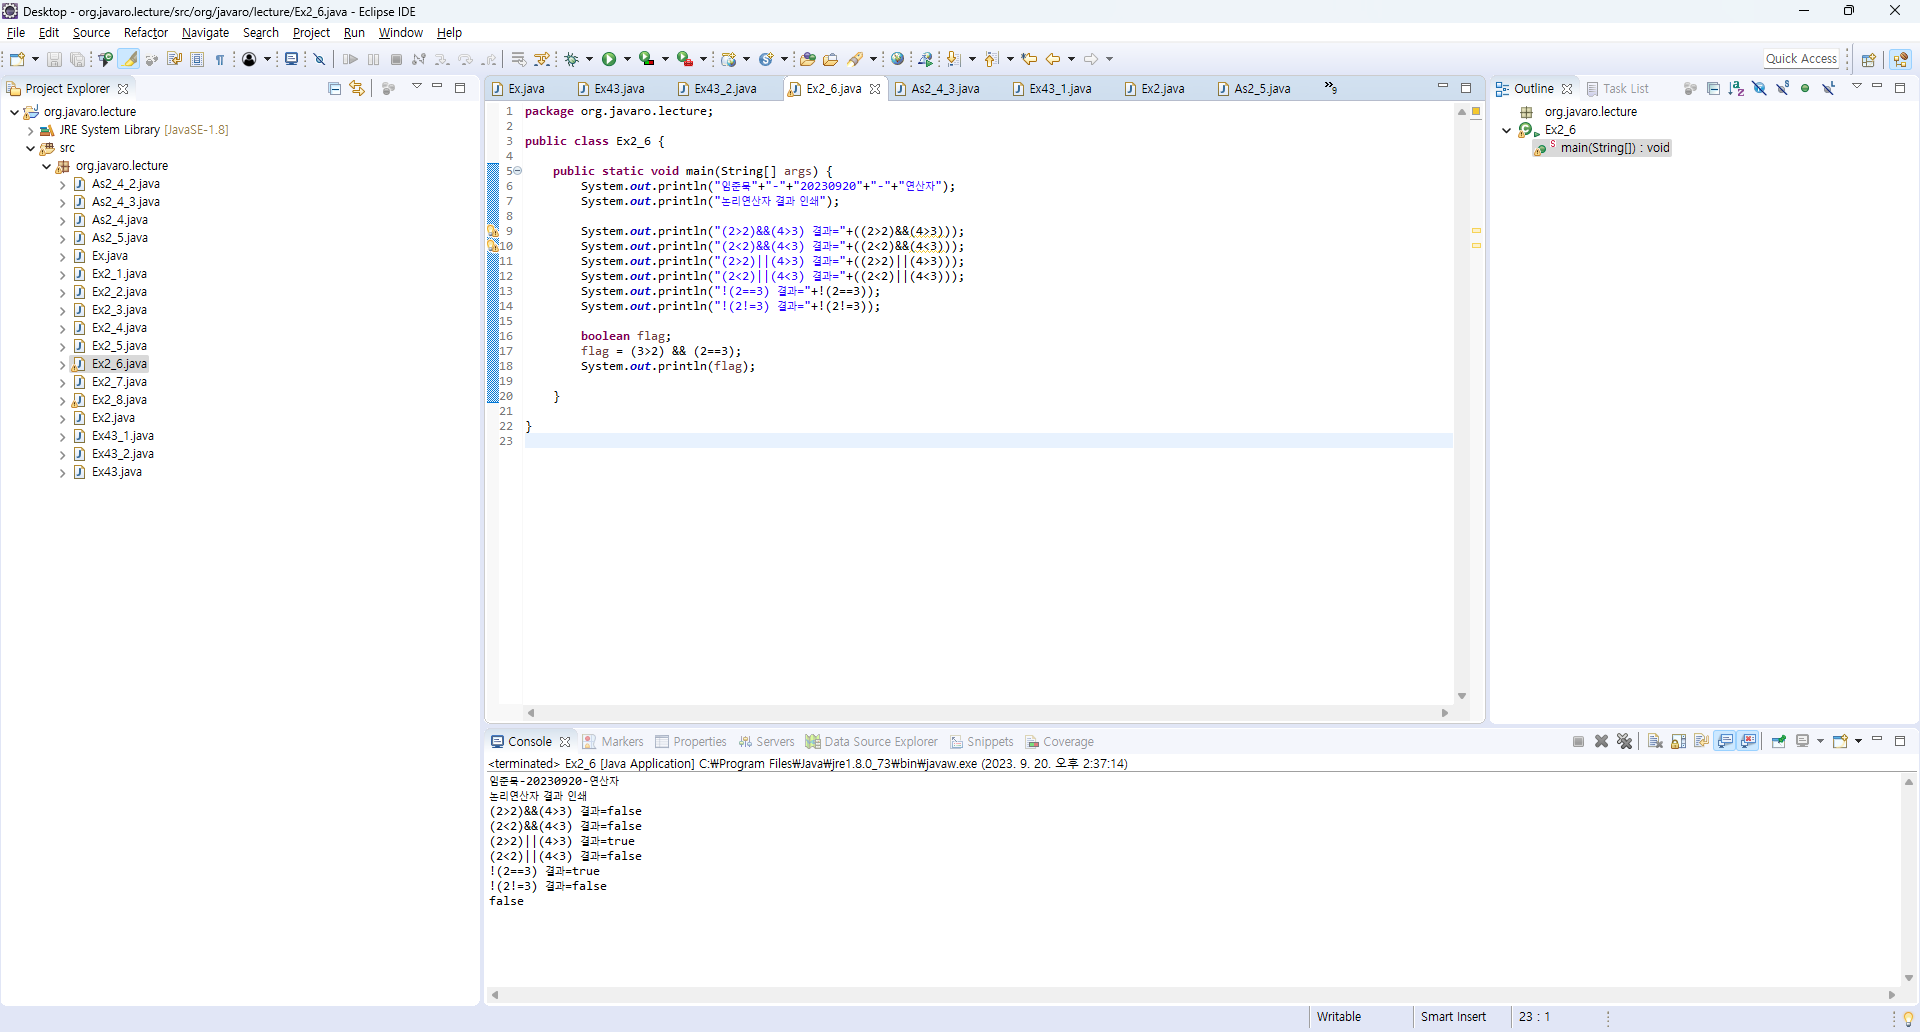 Desktop - org.javaro.lecture/src/org/javaro/lecture/Ex2_6.java - Eclipse IDE
File Edit Source Refactor Navigate Search Project Run Window Help
Quick Access
Project Explorer
org.javaro.lecture
JRE System Library [JavaSE-1.8]
src
org.javaro.lecture
As2_4_2.java
As2_4_3.java
As2_4.java
As2_5.java
Ex.java
Ex2_1.java
Ex2_2.java
Ex2_3.java
Ex2_4.java
Ex2_5.java
Ex2_6.java
Ex2_7.java
Ex2_8.java
Ex2.java
Ex43_1.java
Ex43_2.java
Ex43.java
Ex.java Ex43.java Ex43_2.java Ex2_6.java As2_4_3.java Ex43_1.java Ex2.java As2_5.java »9
1 package org.javaro.lecture;
2
3 public class Ex2_6 {
4
5 public static void main(String[] args) {
6 System.out.println("임준묵"+"-"+"20230920"+"-"+"연산자");
7 System.out.println("논리연산자 결과 인쇄");
8
9 System.out.println("(2>2)&&(4>3) 결과="+((2>2)&&(4>3)));
10 System.out.println("(2<2)&&(4<3) 결과="+((2<2)&&(4<3)));
11 System.out.println("(2>2)||(4>3) 결과="+((2>2)||(4>3)));
12 System.out.println("(2<2)||(4<3) 결과="+((2<2)||(4<3)));
13 System.out.println("!(2==3) 결과="+!(2==3));
14 System.out.println("!(2!=3) 결과="+!(2!=3));
15
16 boolean flag;
17 flag = (3>2) && (2==3);
18 System.out.println(flag);
19
20 }
21
22 }
23
Outline Task List
org.javaro.lecture
Ex2_6
main(String[]) : void
Console Markers Properties Servers Data Source Explorer Snippets Coverage
<terminated> Ex2_6 [Java Application] C:₩Program Files₩Java₩jre1.8.0_73₩bin₩javaw.exe (2023. 9. 20. 오후 2:37:14)
임준묵-20230920-연산자
논리연산자 결과 인쇄
(2>2)&&(4>3) 결과=false
(2<2)&&(4<3) 결과=false
(2>2)||(4>3) 결과=true
(2<2)||(4<3) 결과=false
!(2==3) 결과=true
!(2!=3) 결과=false
false
Writable Smart Insert 23 : 1